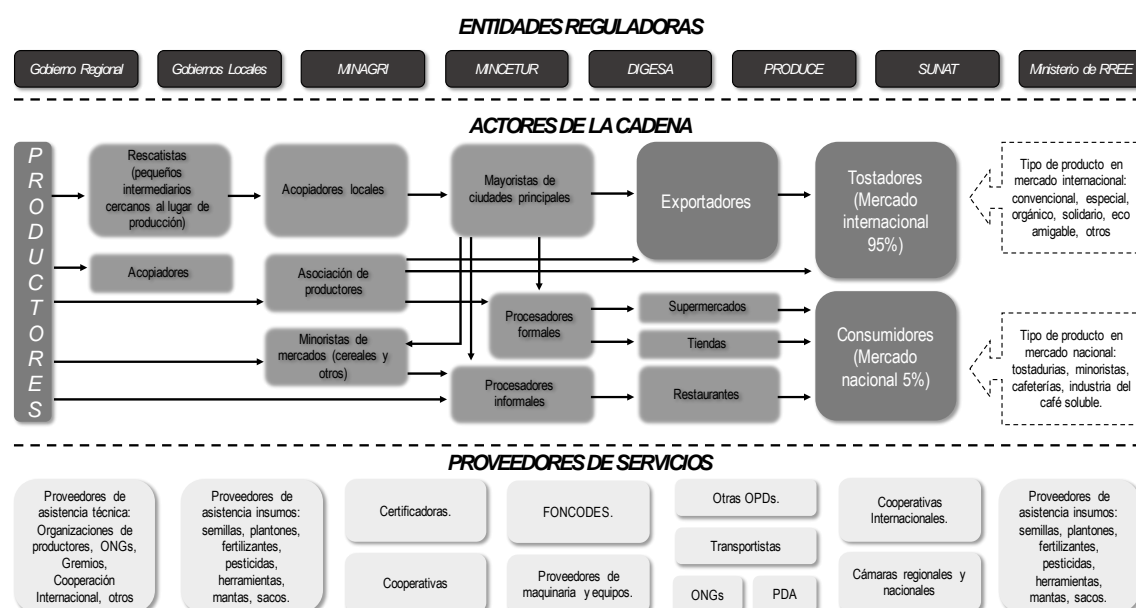 ENTIDADES REGULADORAS
Gobierno Regional
Gobiernos Locales
MINAGRI
MINCETUR
DIGESA
PRODUCE
SUNAT
Ministerio de RREE
ACTORES DE LA CADENA
PRODUCTORES
Rescatistas
(pequeños
intermediarios
cercanos al lugar de
producción)
Acopiadores locales
Mayoristas de
ciudades principales
Exportadores
Tostadores
(Mercado
internacional
95%)
Tipo de producto en
mercado internacional:
convencional, especial,
orgánico, solidario, eco
amigable, otros
Acopiadores
Asociación de
productores
Procesadores
formales
Supermercados
Tiendas
Consumidores
(Mercado
nacional 5%)
Tipo de producto en
mercado nacional:
tostadurias, minoristas,
cafeterías, industria del
café soluble.
Minoristas de
mercados (cereales y
otros)
Procesadores
informales
Restaurantes
PROVEEDORES DE SERVICIOS
Proveedores de
asistencia técnica:
Organizaciones de
productores, ONGs,
Gremios,
Cooperación
Internacional, otros
Proveedores de
asistencia insumos:
semillas, plantones,
fertilizantes,
pesticidas,
herramientas,
mantas, sacos.
Certificadoras.
Cooperativas
FONCODES.
Proveedores de
maquinaria y equipos.
Otras OPDs.
Transportistas
ONGs
PDA
Cooperativas
Internacionales.
Cámaras regionales y
nacionales
Proveedores de
asistencia insumos:
semillas, plantones,
fertilizantes,
pesticidas,
herramientas,
mantas, sacos.